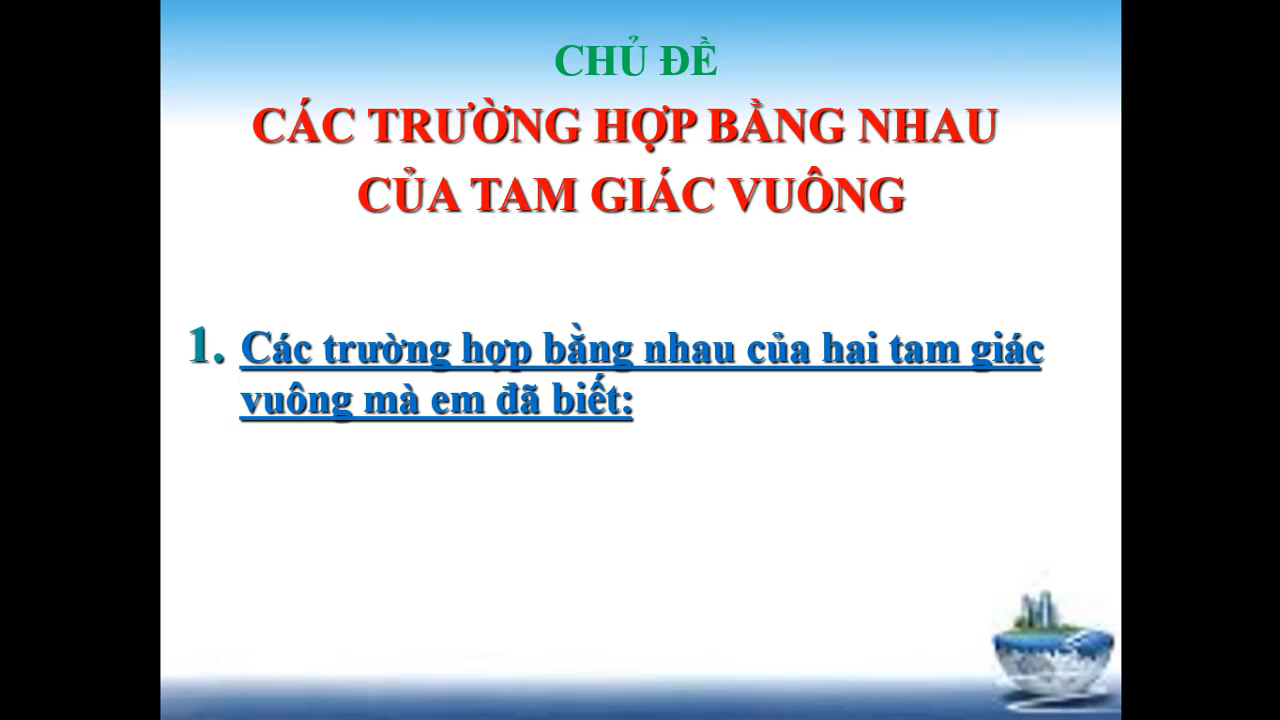 CHỦ ĐỀ
CÁC TRƯỜNG HỢP BẰNG NHAU
CỦA TAM GIÁC VUÔNG
1. Các trường hợp bằng nhau của hai tam giác
vuông mà em đã biết: